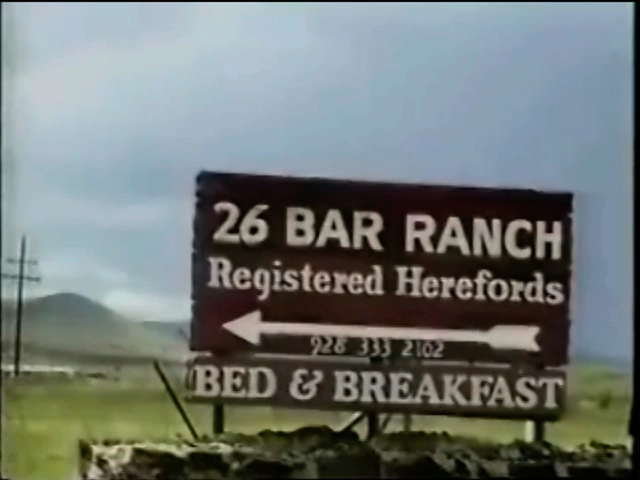 26 BAR RANCH
Registered Herefords
928 333 2102
BED & BREAKFAST